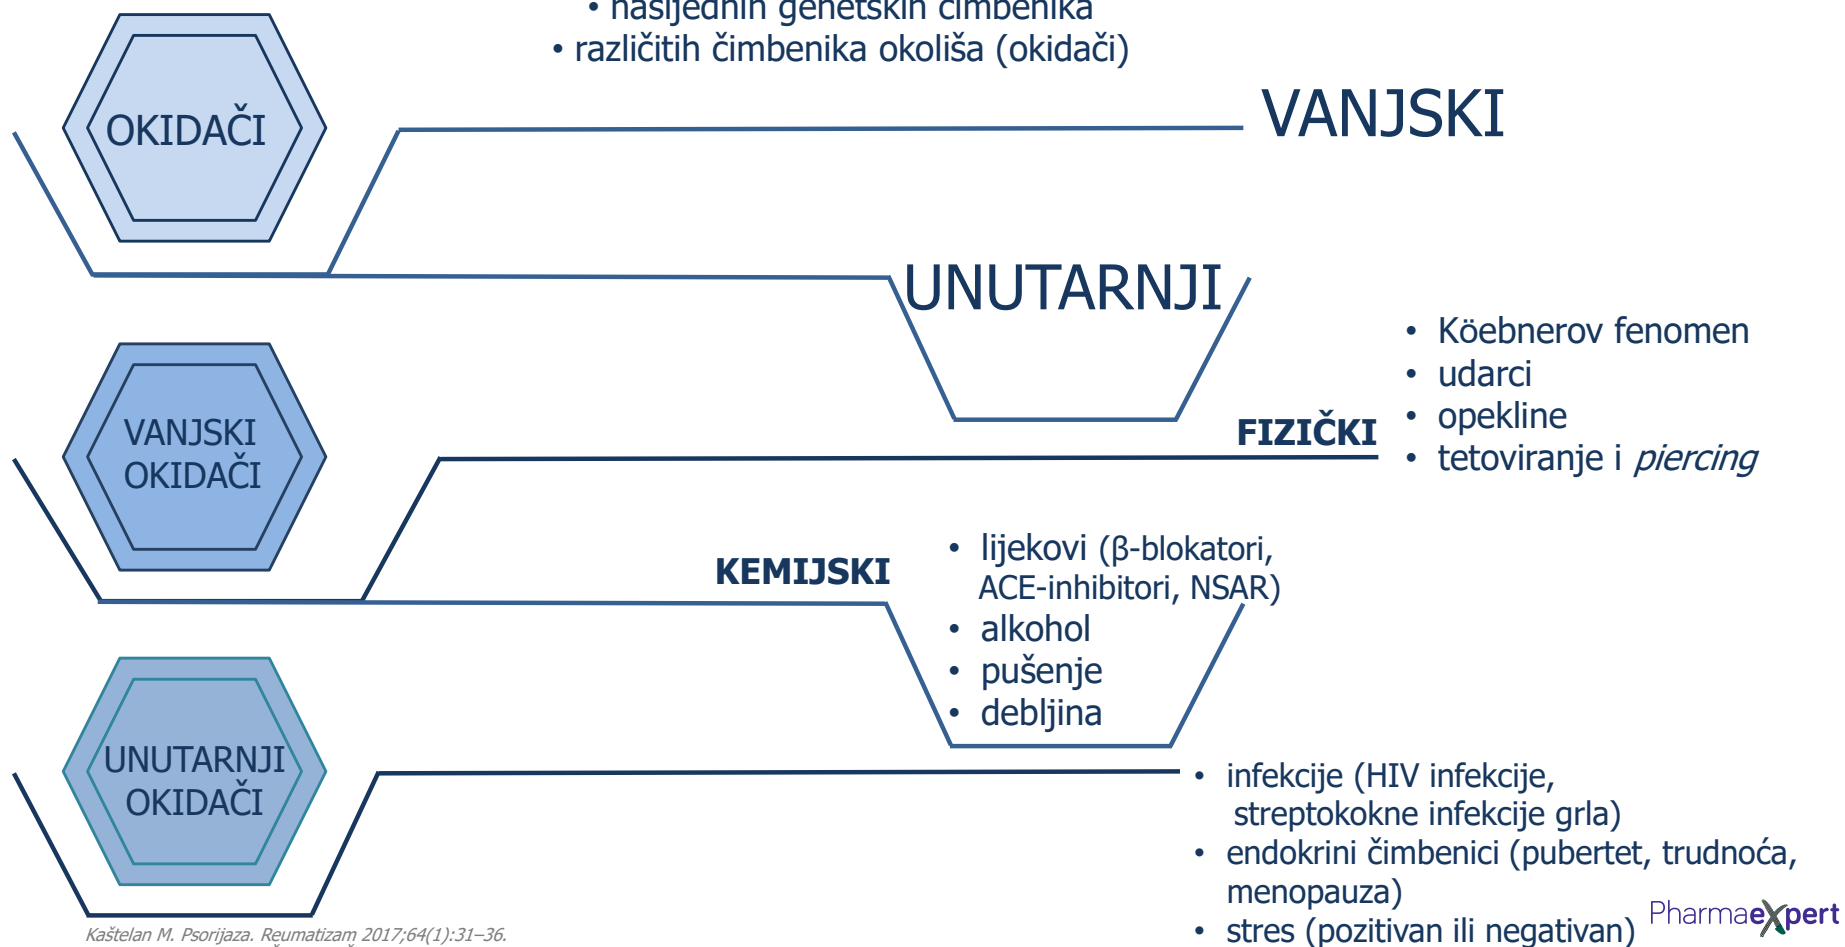 • nasljednih genetskih čimbenika
• različitih čimbenika okoliša (okidači)
OKIDAČI
VANJSKI
UNUTARNJI
VANJSKI
OKIDAČI
FIZIČKI
• Köebnerov fenomen
• udarci
• opekline
• tetoviranje i piercing
KEMIJSKI
• lijekovi (β-blokatori,
ACE-inhibitori, NSAR)
• alkohol
• pušenje
• debljina
UNUTARNJI
OKIDAČI
• infekcije (HIV infekcije,
streptokokne infekcije grla)
• endokrini čimbenici (pubertet, trudnoća,
menopauza)
• stres (pozitivan ili negativan)
Kaštelan M. Psorijaza. Reumatizam 2017;64(1):31–36.
PharmaeXpert